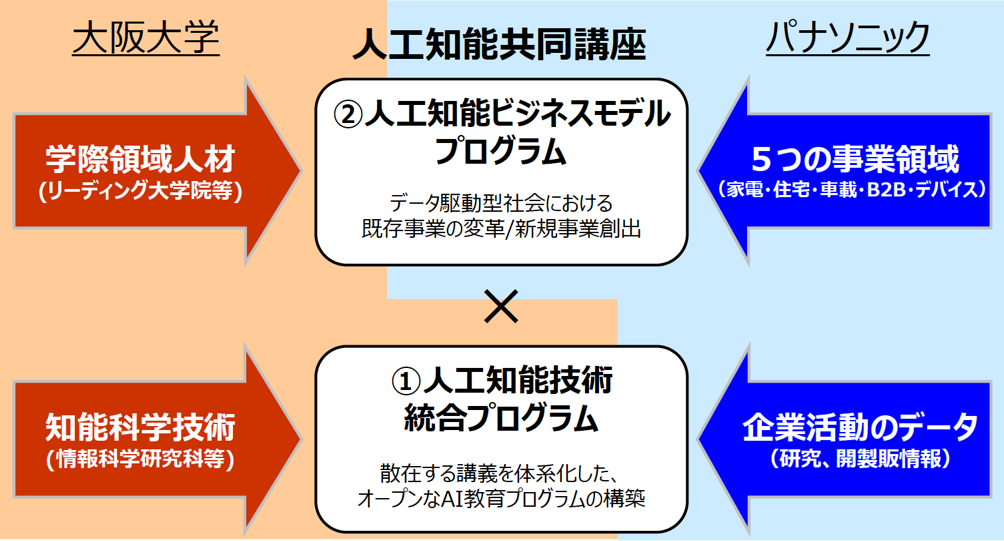 大阪大学
人工知能共同講座
パナソニック
学際領域人材
(リーディング大学院等)
②人工知能ビジネスモデル
プログラム
データ駆動型社会における
既存事業の変革/新規事業創出
５つの事業領域
（家電・住宅・車載・B2B・デバイス）
×
知能科学技術
(情報科学研究科等)
①人工知能技術
統合プログラム
散在する講義を体系化した、
オープンなAI教育プログラムの構築
企業活動のデータ
（研究、開製販情報）